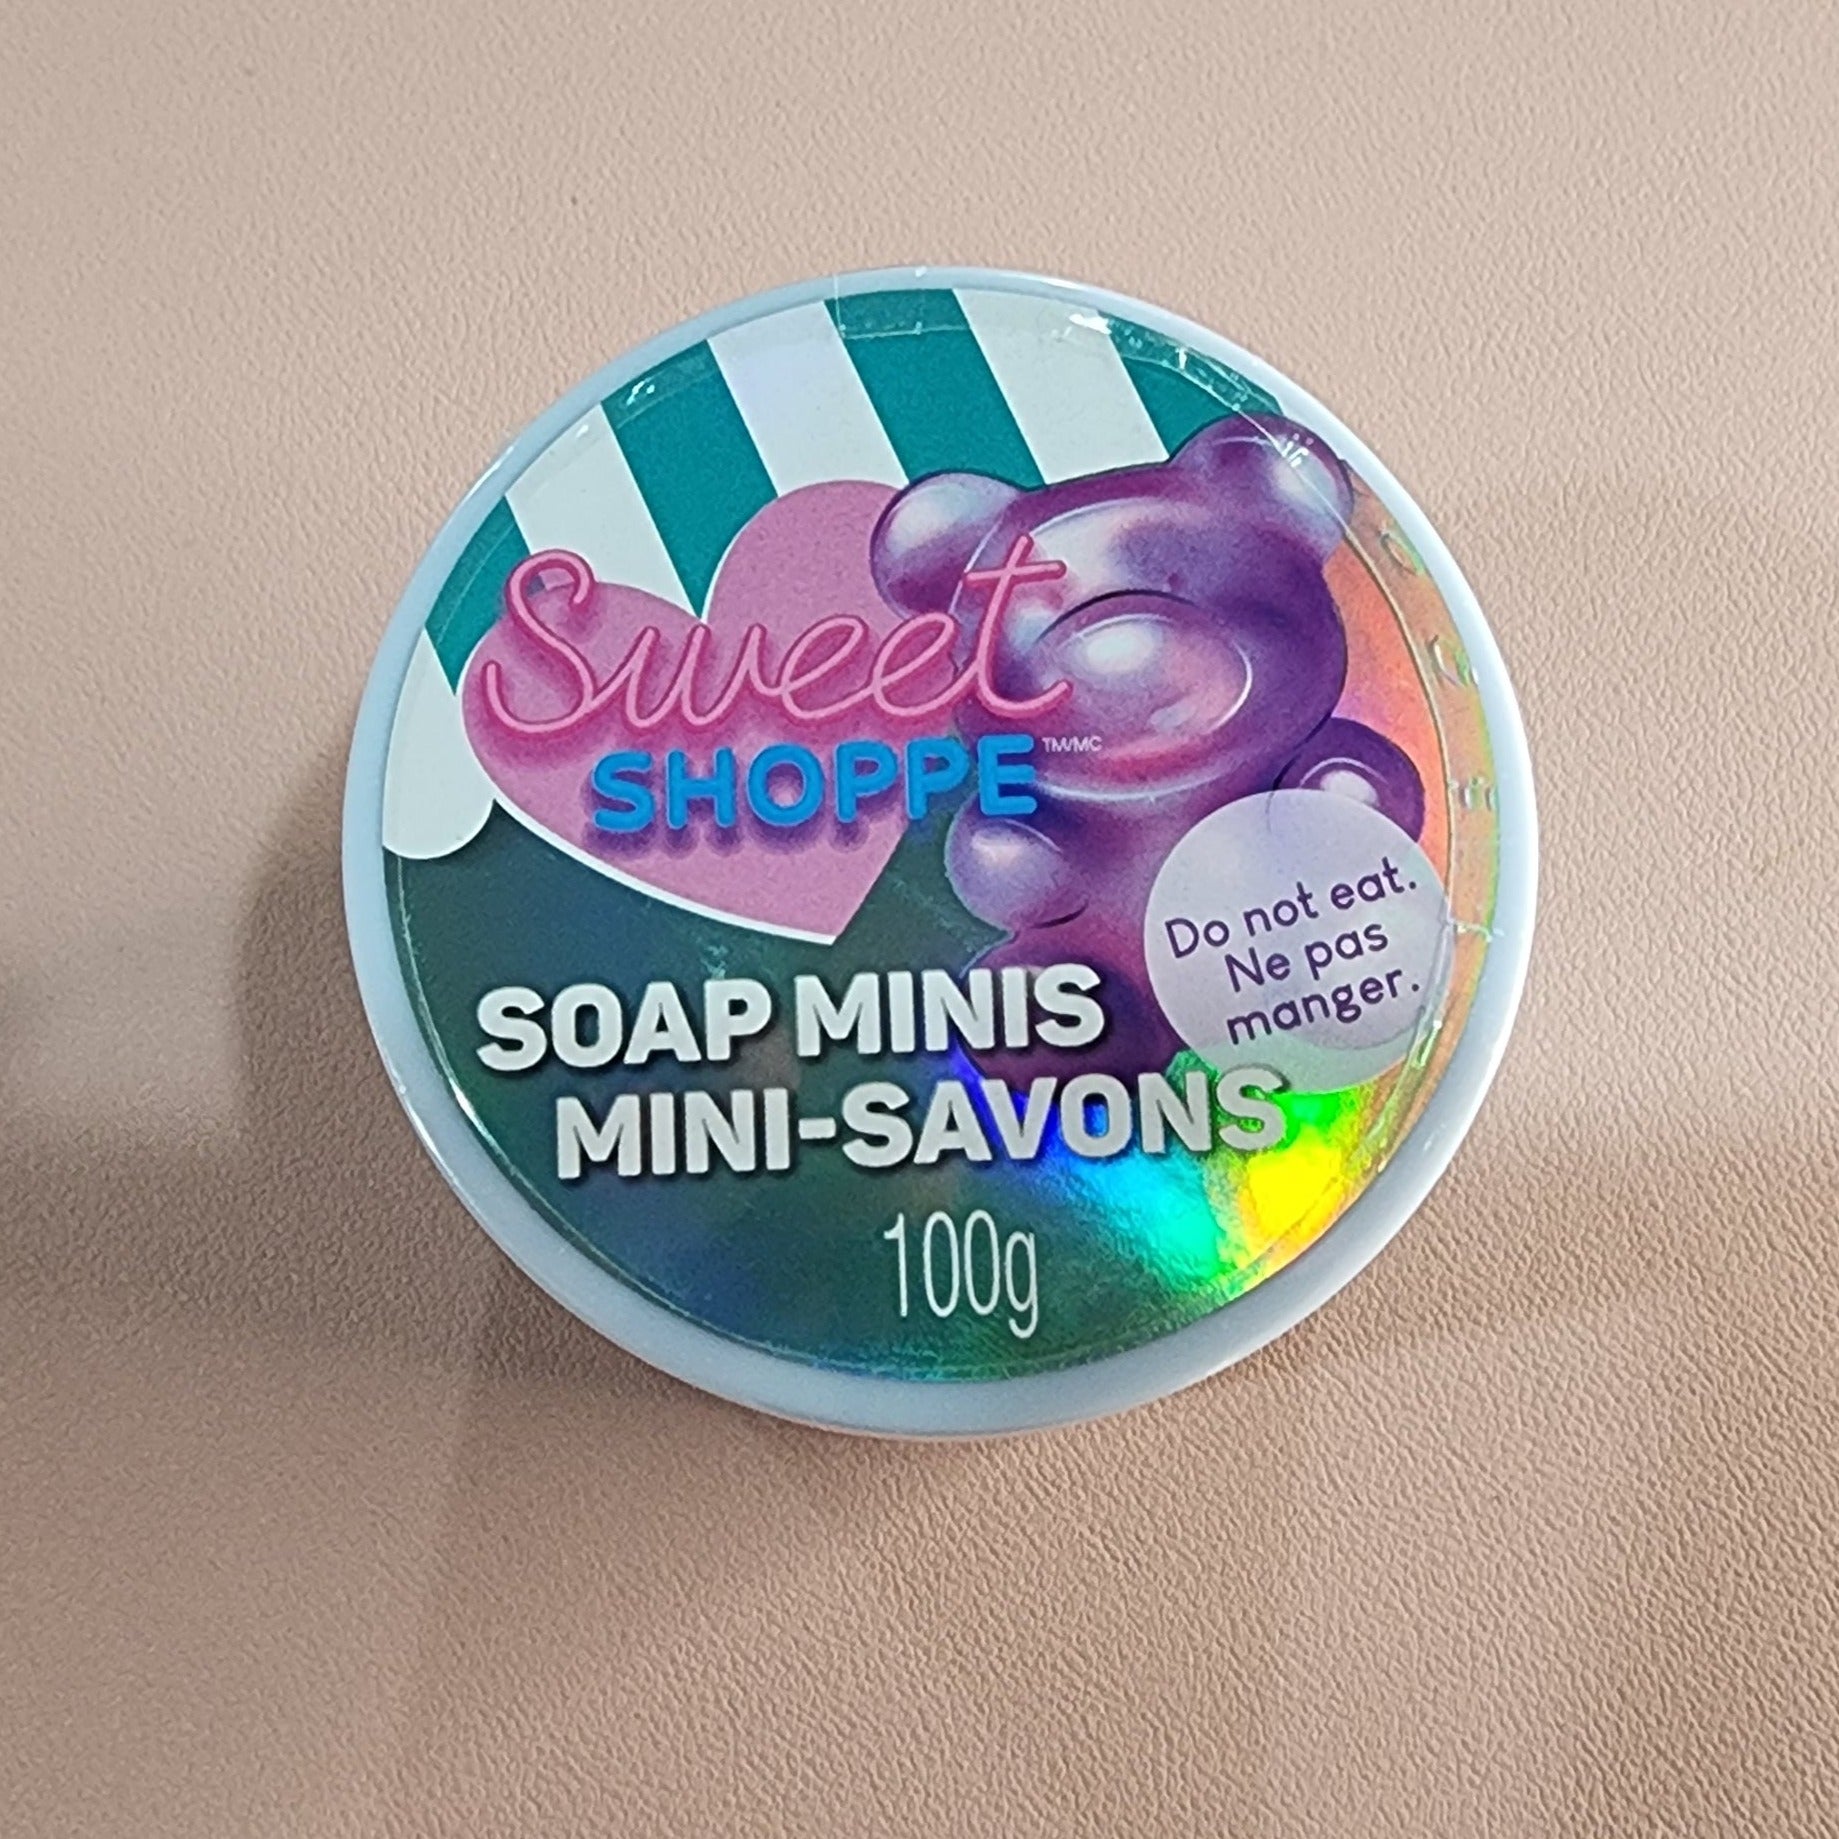 Sweet
SHOPPE TM/MC
Do not eat.
Ne pas
manger.
SOAP MINIS
MINI-SAVONS
100g